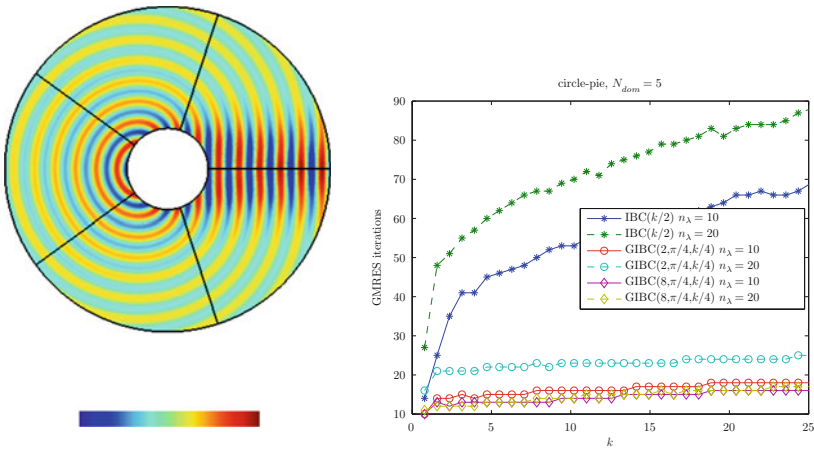 circle-pie, N_dom = 5
90
80
70
60
50
40
30
20
10
GMRES iterations
IBC(k/2) n_λ = 10
IBC(k/2) n_λ = 20
GIBC(2,π/4,k/4) n_λ = 10
GIBC(2,π/4,k/4) n_λ = 20
GIBC(8,π/4,k/4) n_λ = 10
GIBC(8,π/4,k/4) n_λ = 20
0 5 10 15 20 25
k